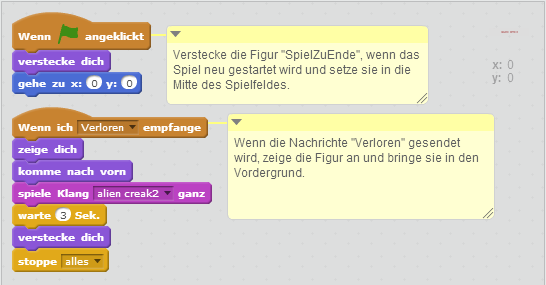 Wenn angeklickt
verstecke dich
gehe zu x: 0 y: 0
Verstecke die Figur "SpielZuEnde", wenn das
Spiel neu gestartet wird und setze sie in die
Mitte des Spielfeldes.
x: 0
y: 0
Wenn ich Verloren empfange
zeige dich
komme nach vorn
spiele Klang alien creak2 ganz
warte 3 Sek.
verstecke dich
stoppe alles
Wenn die Nachrichte "Verloren" gesendet
wird, zeige die Figur an und bringe sie in den
Vordergrund.